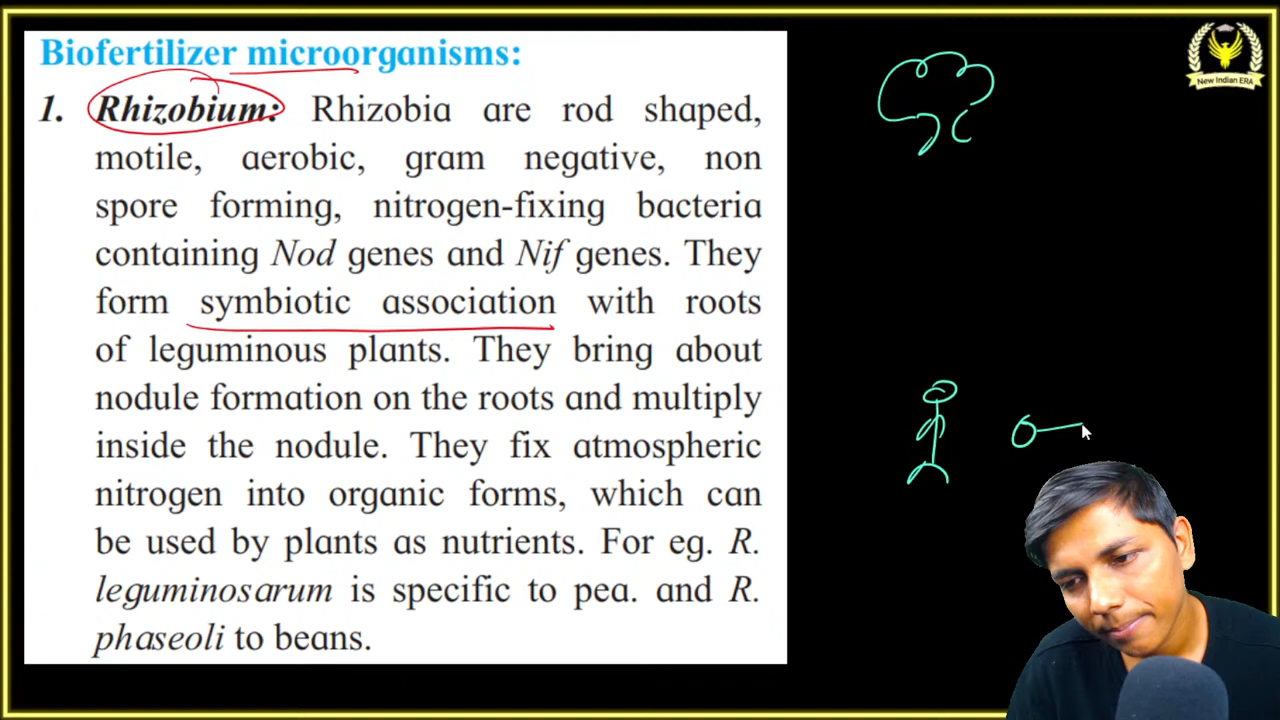 Biofertilizer microorganisms:
1. Rhizobium: Rhizobia are rod shaped,
motile, aerobic, gram negative, non
spore forming, nitrogen-fixing bacteria
containing Nod genes and Nif genes. They
form symbiotic association with roots
of leguminous plants. They bring about
nodule formation on the roots and multiply
inside the nodule. They fix atmospheric
nitrogen into organic forms, which can
be used by plants as nutrients. For eg. R.
leguminosarum is specific to pea. and R.
phaseoli to beans.
New Indian ERA